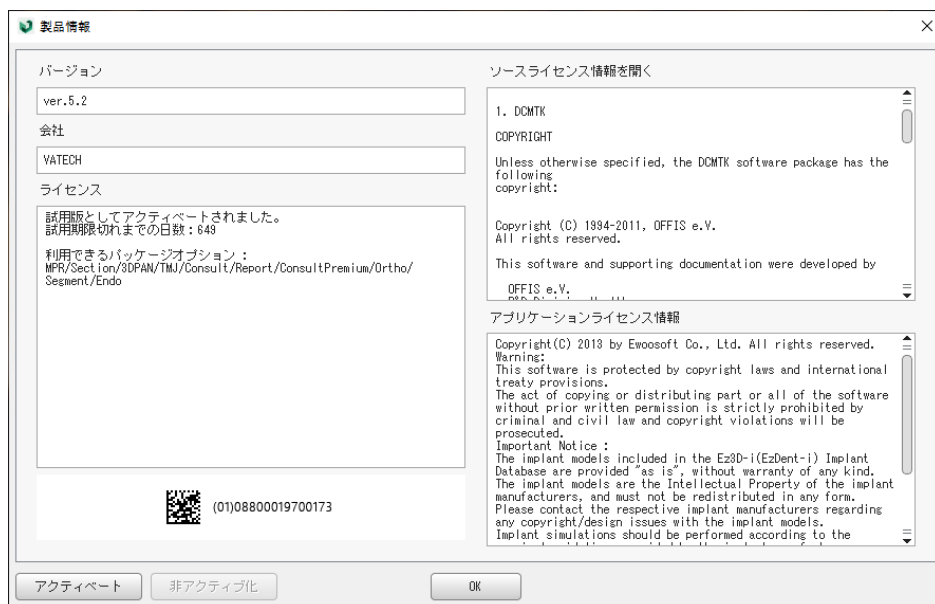 製品情報
バージョン
ver.5.2
会社
VATECH
ライセンス
試用版としてアクティベートされました。
試用期限切れまでの日数：649
利用できるパッケージオプション：
MPR/Section/3DPAN/TMJ/Consult/Report/ConsultPremium/Ortho/
Segment/Endo
(01)08800019700173
ソースライセンス情報を開く
1. DCMTK
COPYRIGHT
Unless otherwise specified, the DCMTK software package has the
following
copyright:
Copyright (C) 1994-2011, OFFIS e.V.
All rights reserved.
This software and supporting documentation were developed by
OFFIS e.V.
アプリケーションライセンス情報
Copyright(C) 2013 by Ewoosoft Co., Ltd. All rights reserved.
Warning:
This software is protected by copyright laws and international
treaty provisions.
The act of copying or distributing part or all of the software
without prior written permission is strictly prohibited by
criminal and civil law and copyright violations will be
prosecuted.
Important Notice :
The implant models included in the Ez3D-i(EzDent-i) Implant
Database are provided "as is", without warranty of any kind.
The implant models are the Intellectual Property of the implant
manufacturers, and must not be redistributed in any form.
Please contact the respective implant manufacturers regarding
any copyright/design issues with the implant models.
Implant simulations should be performed according to the
アクティベート
非アクティブ化
OK